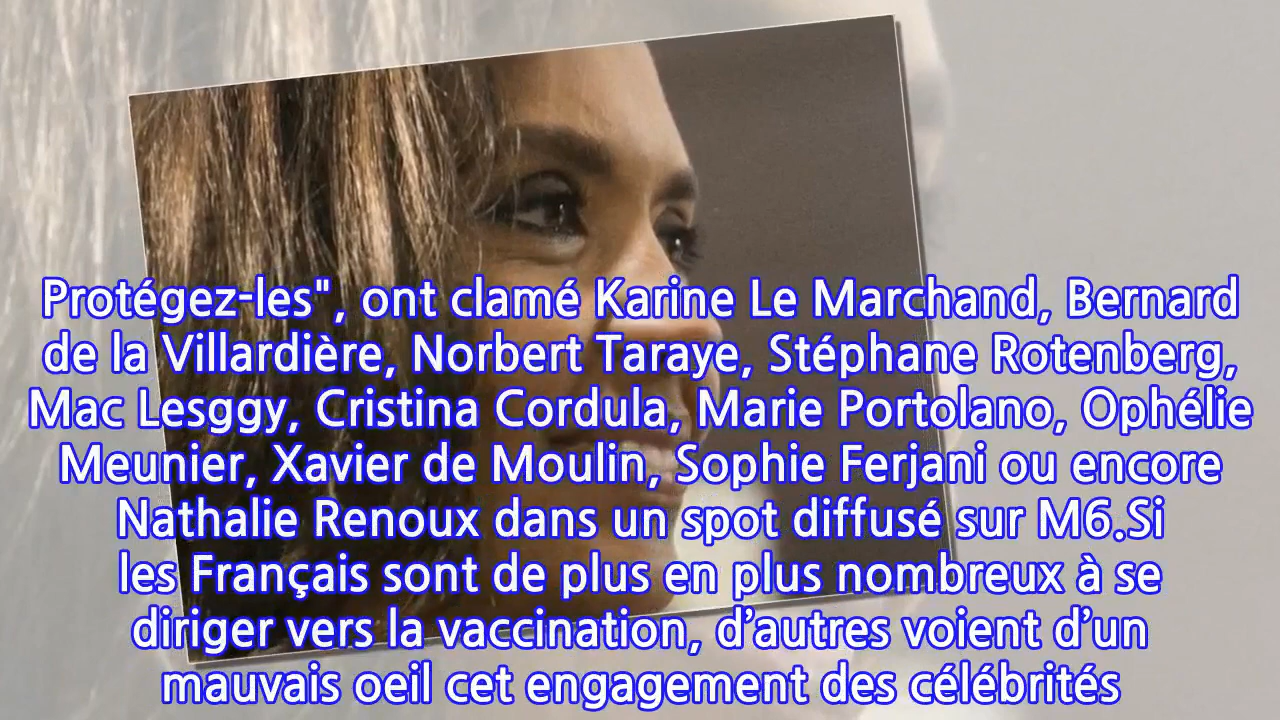 Protégez-les", ont clamé Karine Le Marchand, Bernard
de la Villardière, Norbert Taraye, Stéphane Rotenberg,
Mac Lesggy, Cristina Cordula, Marie Portolano, Ophélie
Meunier, Xavier de Moulin, Sophie Ferjani ou encore
Nathalie Renoux dans un spot diffusé sur M6.Si
les Français sont de plus en plus nombreux à se
diriger vers la vaccination, d’autres voient d’un
mauvais oeil cet engagement des célébrités